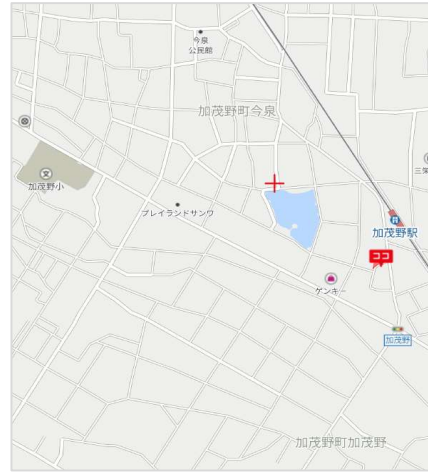 今泉
公民館
加茂野町今泉
文
加茂野小
プレイランドサンワ
加茂野駅
ココ
ゲンキー
加茂野
加茂野町加茂野